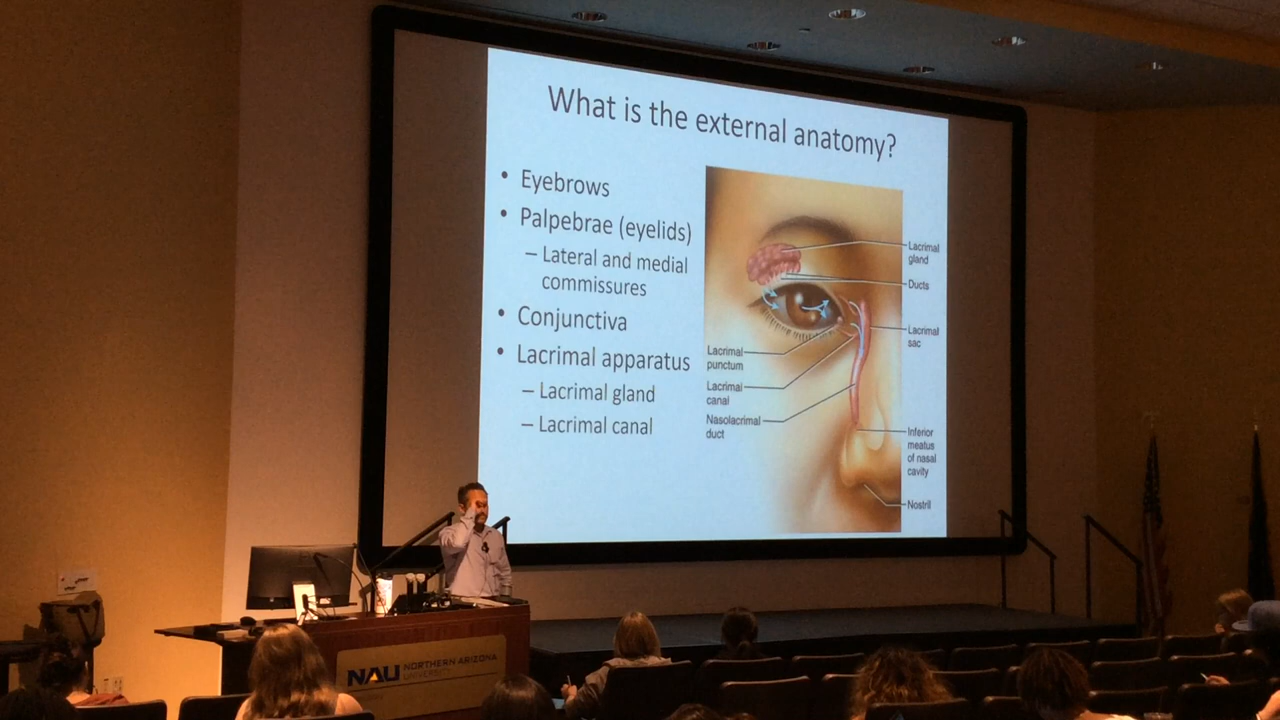 What is the external anatomy?
• Eyebrows
• Palpebrae (eyelids)
– Lateral and medial
commissures
• Conjunctiva
• Lacrimal apparatus
– Lacrimal gland
– Lacrimal canal
Lacrimal
gland
Ducts
Lacrimal
sac
Lacrimal
punctum
Lacrimal
canal
Nasolacrimal
duct
Inferior
meatus
of nasal
cavity
Nostril
NAU NORTHERN ARIZONA
UNIVERSITY